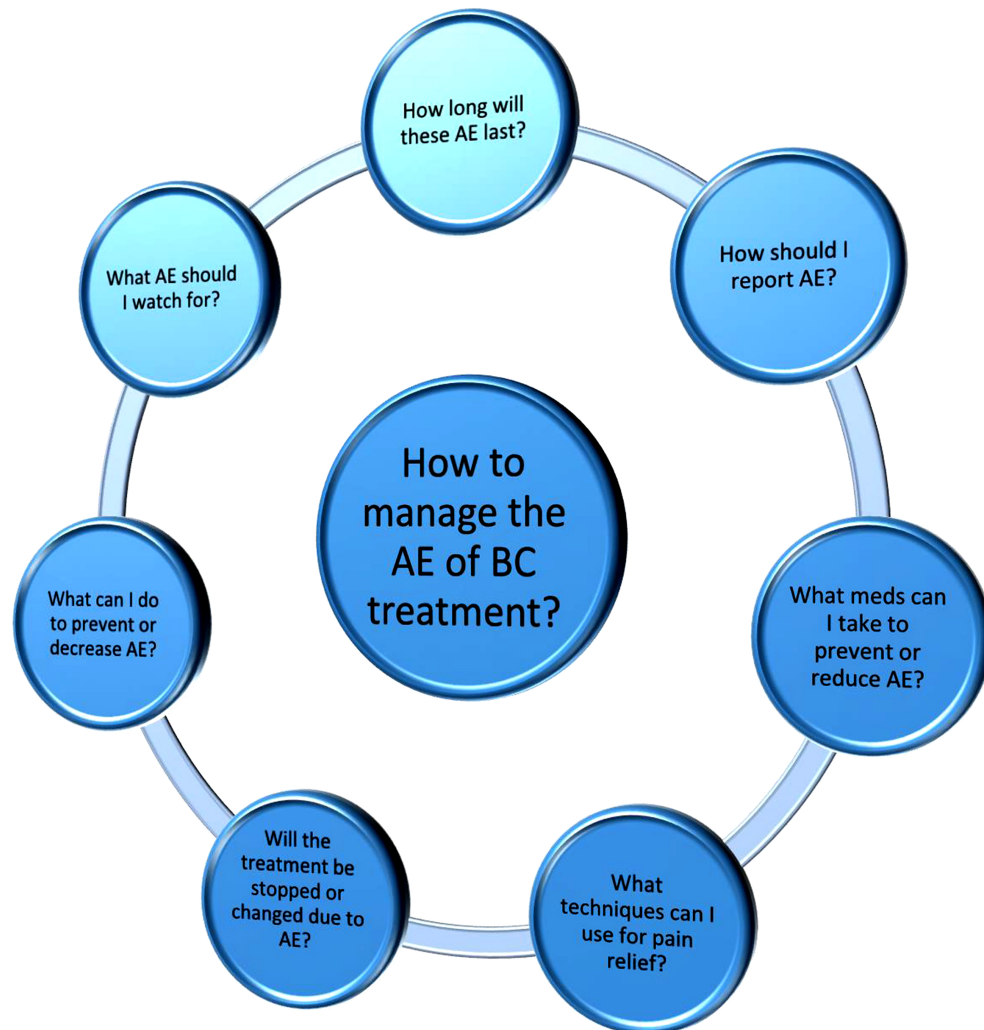 How long will
these AE last?
How should I
report AE?
What AE should
I watch for?
How to
manage the
AE of BC
treatment?
What can I do
to prevent or
decrease AE?
What meds can
I take to
prevent or
reduce AE?
Will the
treatment be
stopped or
changed due to
AE?
What
techniques can I
use for pain
relief?